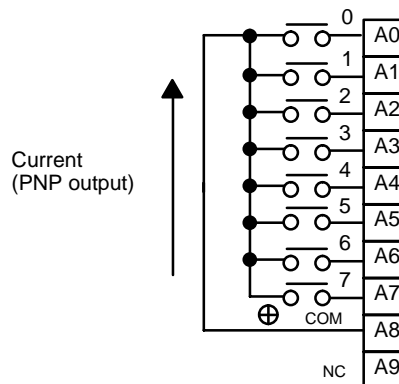 0 A0
1 A1
2 A2
3 A3
Current
(PNP output)
4 A4
5 A5
6 A6
7 A7
COM A8
NC A9